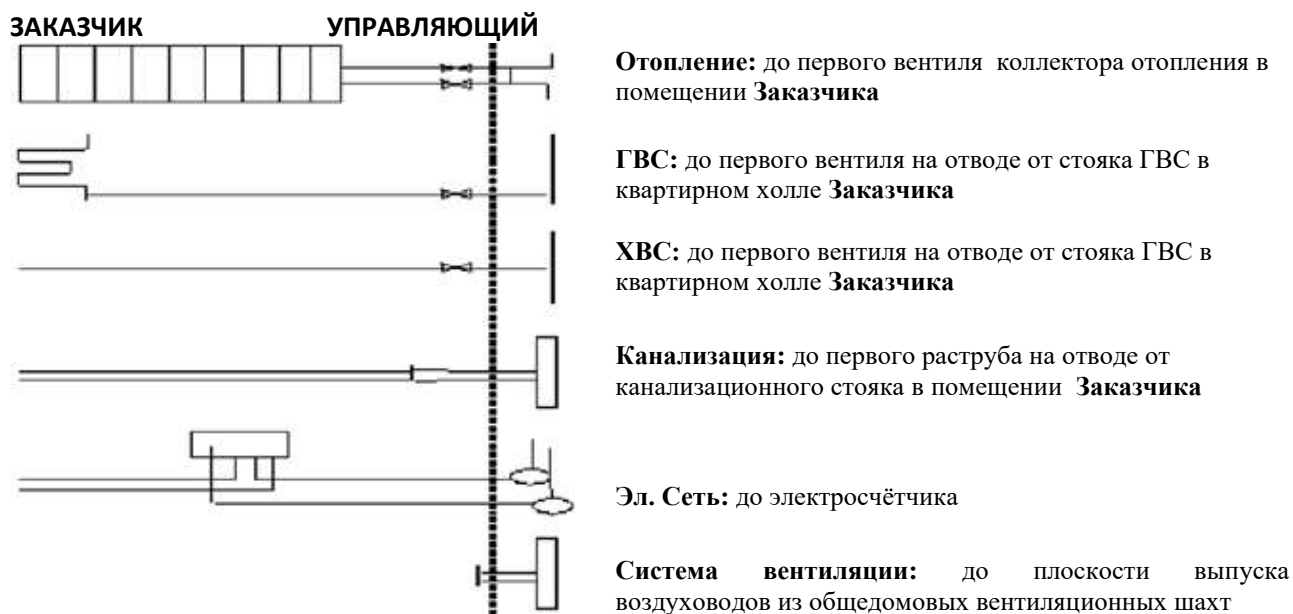 ЗАКАЗЧИК УПРАВЛЯЮЩИЙ
Отопление: до первого вентиля коллектора отопления в
помещении Заказчика
ГВС: до первого вентиля на отводе от стояка ГВС в
квартирном холле Заказчика
ХВС: до первого вентиля на отводе от стояка ГВС в
квартирном холле Заказчика
Канализация: до первого раструба на отводе от
канализационного стояка в помещении Заказчика
Эл. Сеть: до электросчётчика
Система вентиляции: до плоскости выпуска
воздуховодов из общедомовых вентиляционных шахт